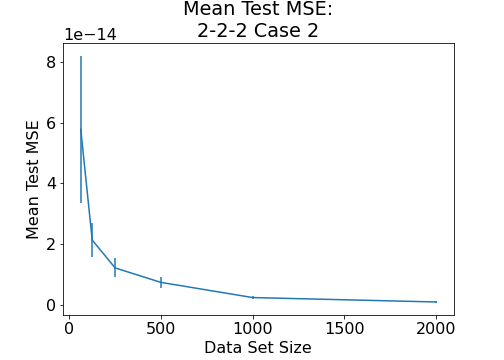 Mean Test MSE:
2-2-2 Case 2
1e−14
8
6
4
2
0
Mean Test MSE
0 500 1000 1500 2000
Data Set Size